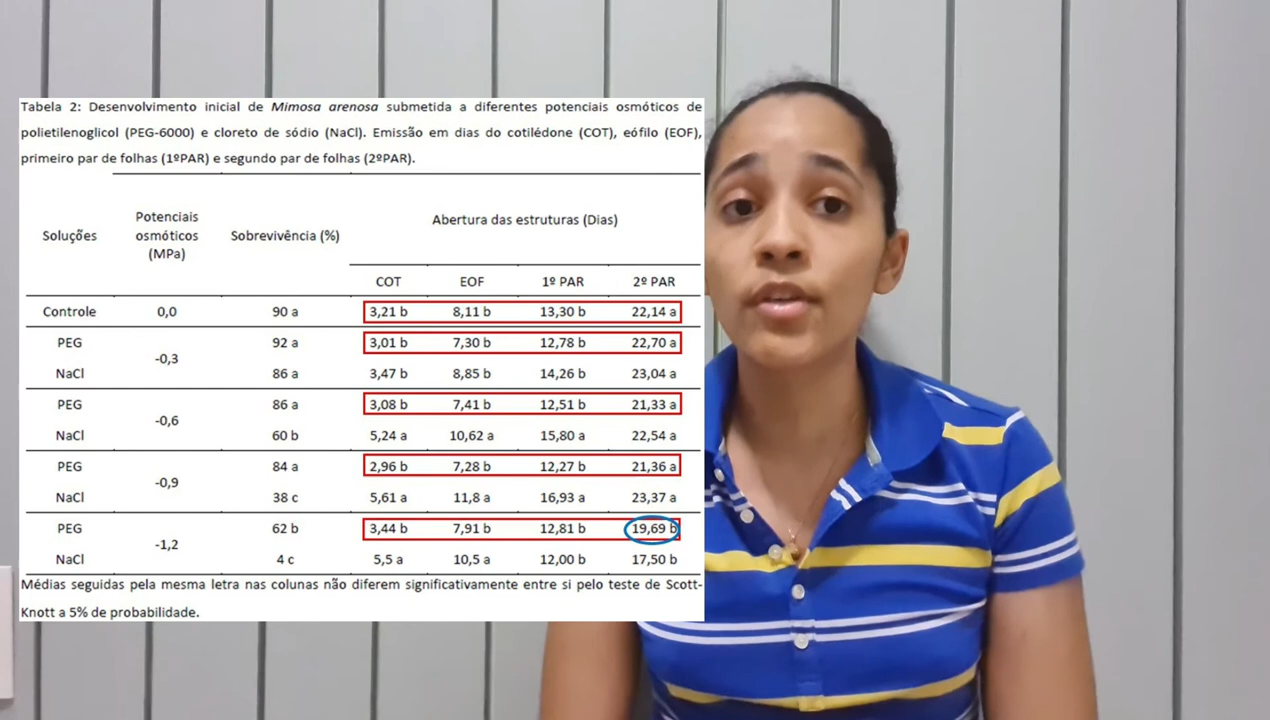 Tabela 2: Desenvolvimento inicial de Mimosa arenosa submetida a diferentes potenciais osmóticos de
polietilenoglicol (PEG-6000) e cloreto de sódio (NaCl). Emissão em dias do cotilédone (COT), eófilo (EOF),
primeiro par de folhas (1ºPAR) e segundo par de folhas (2ºPAR).
Soluções Potenciais osmóticos (MPa) Sobrevivência (%) Abertura das estruturas (Dias)
COT EOF 1º PAR 2º PAR
Controle 0,0 90 a 3,21 b 8,11 b 13,30 b 22,14 a
PEG 92 a 3,01 b 7,30 b 12,78 b 22,70 a
-0,3
NaCl 86 a 3,47 b 8,85 b 14,26 b 23,04 a
PEG 86 a 3,08 b 7,41 b 12,51 b 21,33 a
-0,6
NaCl 60 b 5,24 a 10,62 a 15,80 a 22,54 a
PEG 84 a 2,96 b 7,28 b 12,27 b 21,36 a
-0,9
NaCl 38 c 5,61 a 11,8 a 16,93 a 23,37 a
PEG 62 b 3,44 b 7,91 b 12,81 b 19,69 b
-1,2
NaCl 4 c 5,5 a 10,5 a 12,00 b 17,50 b
Médias seguidas pela mesma letra nas colunas não diferem significativamente entre si pelo teste de Scott-
Knott a 5% de probabilidade.